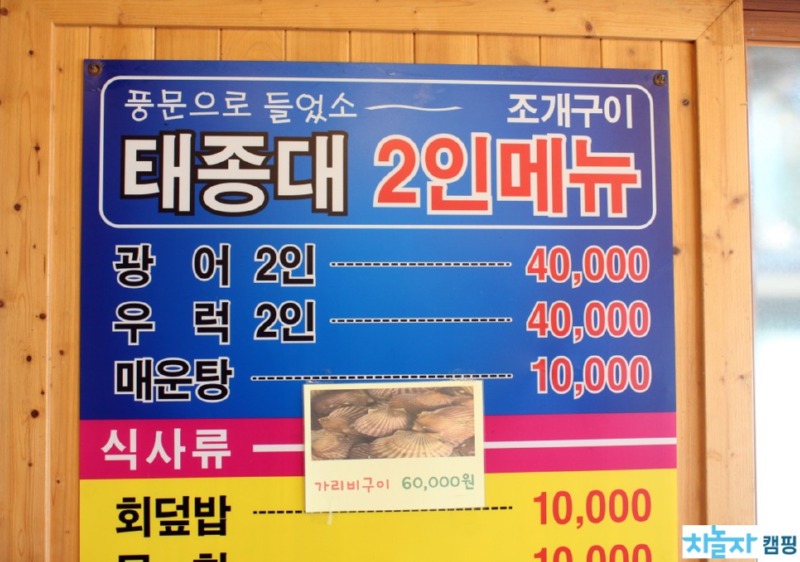 풍문으로 들었소 조개구이
태종대 2인메뉴
광 어 2인 40,000
우 럭 2인 40,000
매운탕 10,000
식사류
가리비구이 60,000원
회덮밥 10,000
10,000
차놀자 캠핑